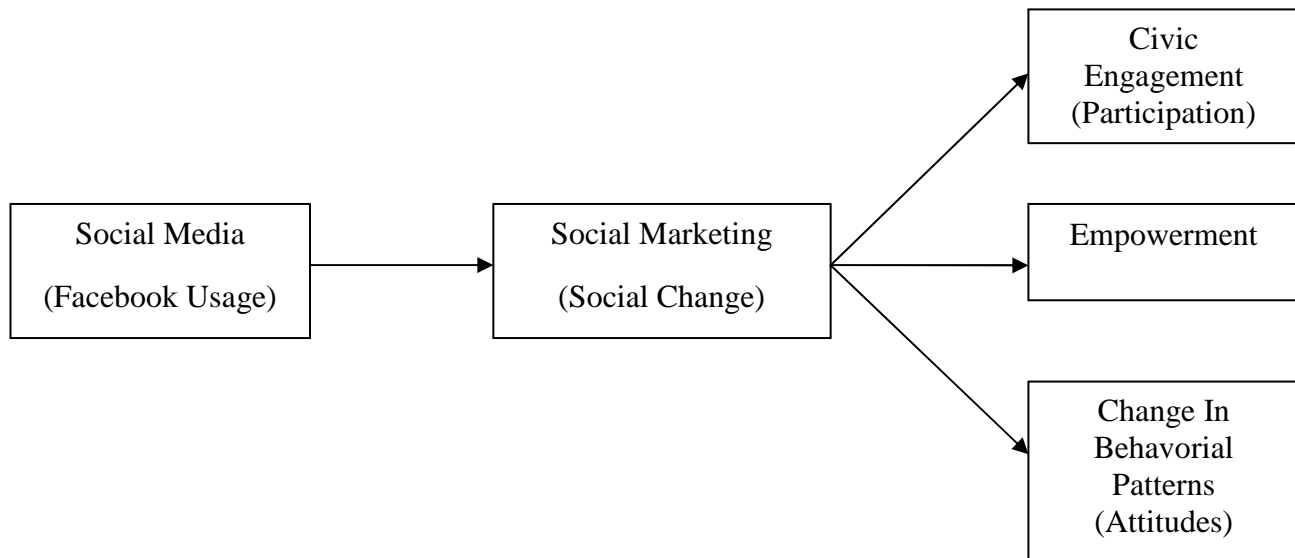 Social Media
(Facebook Usage)
Social Marketing
(Social Change)
Civic
Engagement
(Participation)
Empowerment
Change In
Behavorial
Patterns
(Attitudes)